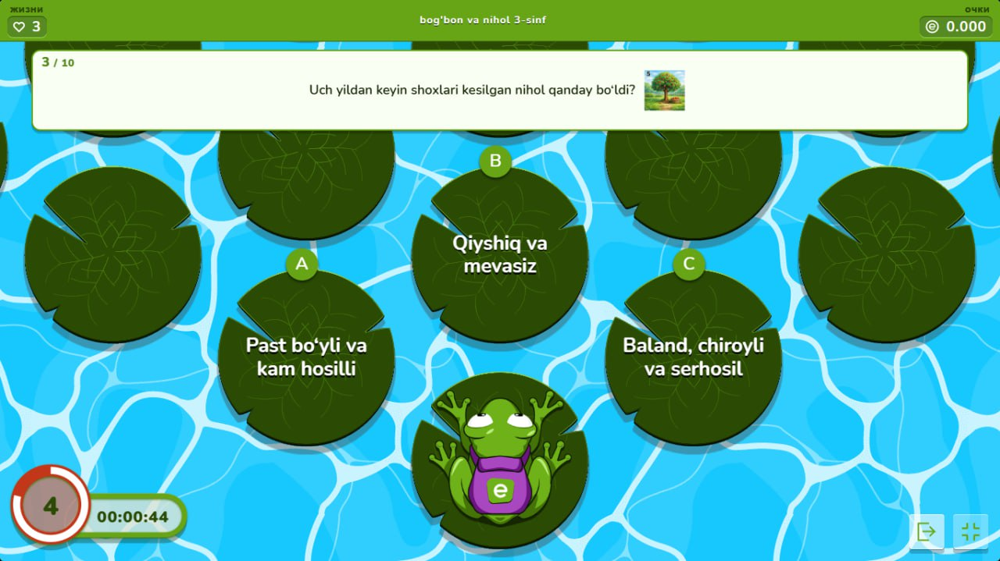 жизни
3
bog'bon va nihol 3-sinf
очки
0.000
3 / 10
Uch yildan keyin shoxlari kesilgan nihol qanday bo‘ldi?
5
B
Qiyshiq va
mevasiz
A
C
Past bo‘yli va
kam hosilli
Baland, chiroyli
va serhosil
e
4
00:00:44